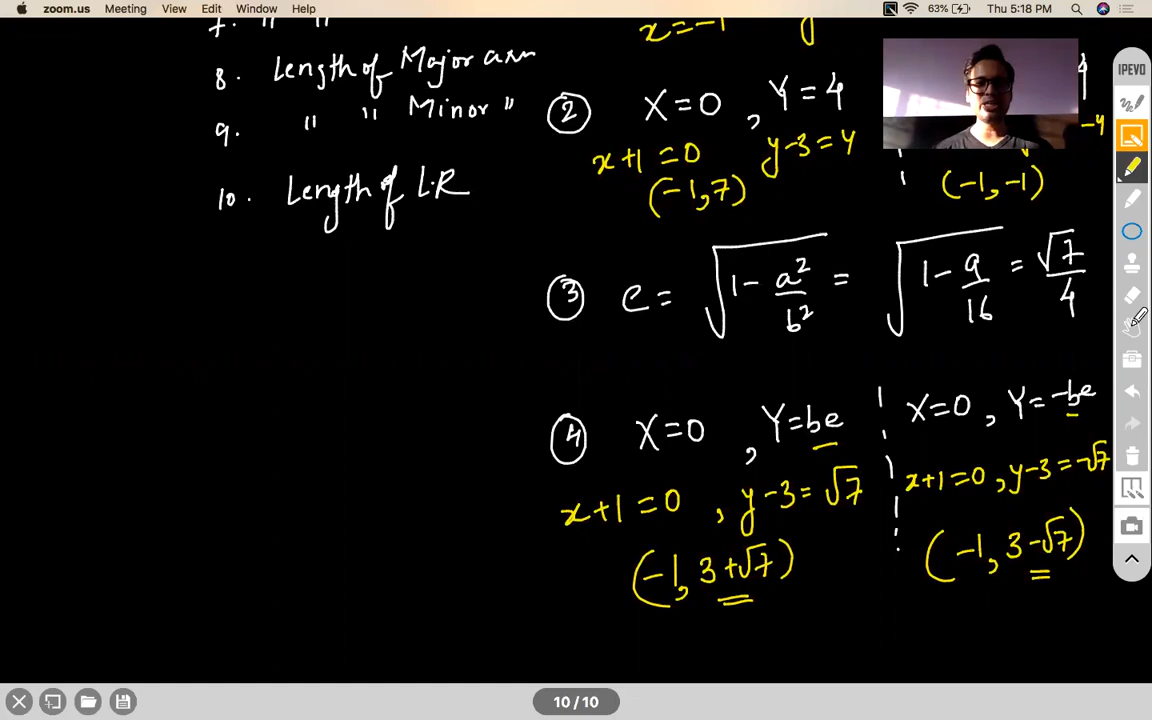 zoom.us Meeting View Edit Window Help 63% Thu 5:18 PM
7. " "
8. Length of Major axis
9. " " Minor "
10. Length of L.R
x=-1
② X=0, Y=4
x+1=0 y-3=4
(-1,7)
-4
(-1,-1)
③ e = √(1-a²/b²) = √(1-9/16) = √7/4
④ X=0, Y=be
x+1=0, y-3=√7
(-1, 3+√7)
X=0, Y=-be
x+1=0, y-3=-√7
(-1, 3-√7)
IPEVO
10/10